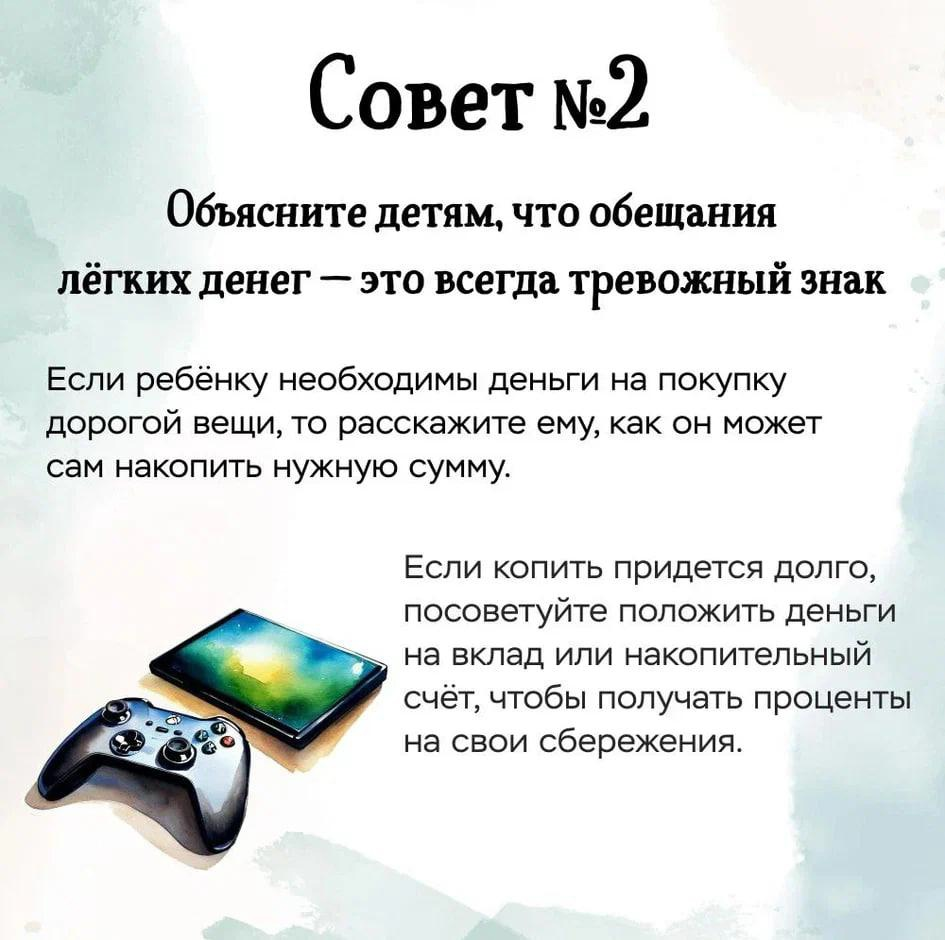 Совет №2
Объясните детям, что обещания
лёгких денег — это всегда тревожный знак
Если ребёнку необходимы деньги на покупку
дорогой вещи, то расскажите ему, как он может
сам накопить нужную сумму.
Если копить придется долго,
посоветуйте положить деньги
на вклад или накопительный
счёт, чтобы получать проценты
на свои сбережения.